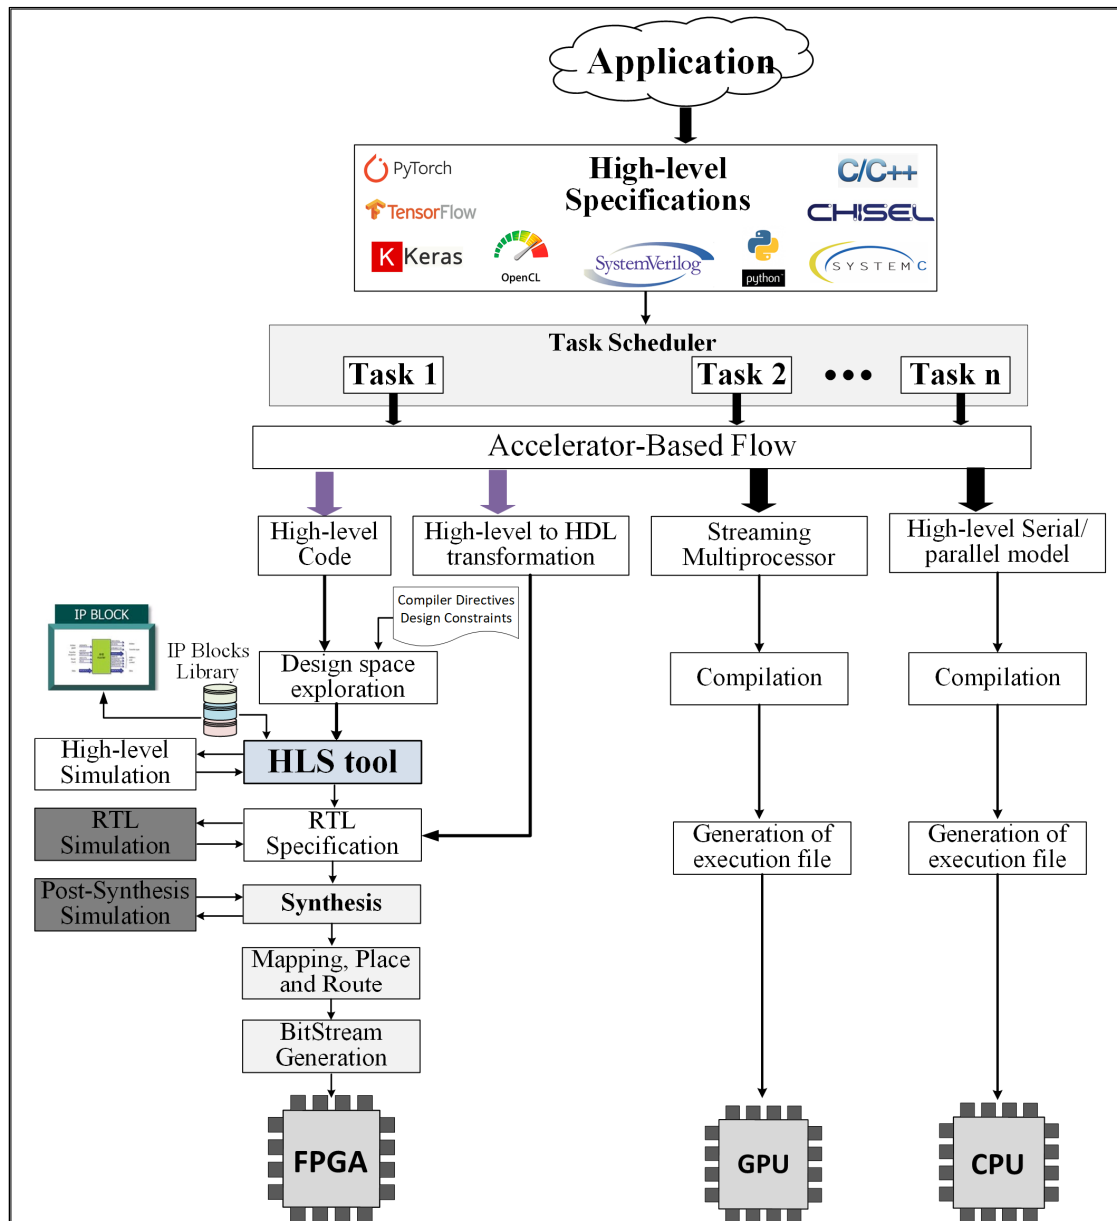 Application
High-level
Specifications
PyTorch
C/C++
TensorFlow
CHISEL
K Keras
OpenCL
SystemVerilog
python
SYSTEMC
Task Scheduler
Task 1
Task 2
Task n
Accelerator-Based Flow
High-level
Code
High-level to HDL
transformation
Streaming
Multiprocessor
High-level Serial/
parallel model
Compiler Directives
Design Constraints
IP BLOCK
IP Blocks
Library
Design space
exploration
Compilation
Compilation
High-level
Simulation
HLS tool
RTL
Simulation
RTL
Specification
Generation of
execution file
Generation of
execution file
Post-Synthesis
Simulation
Synthesis
Mapping, Place
and Route
BitStream
Generation
FPGA
GPU
CPU